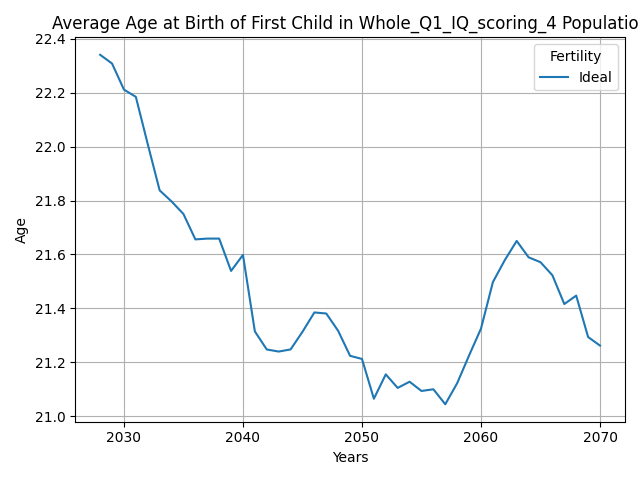 Average Age at Birth of First Child in Whole_Q1_IQ_scoring_4 Populatio
22.4
22.2
22.0
21.8
21.6
21.4
21.2
21.0
Age
Fertility
Ideal
2030 2040 2050 2060 2070
Years